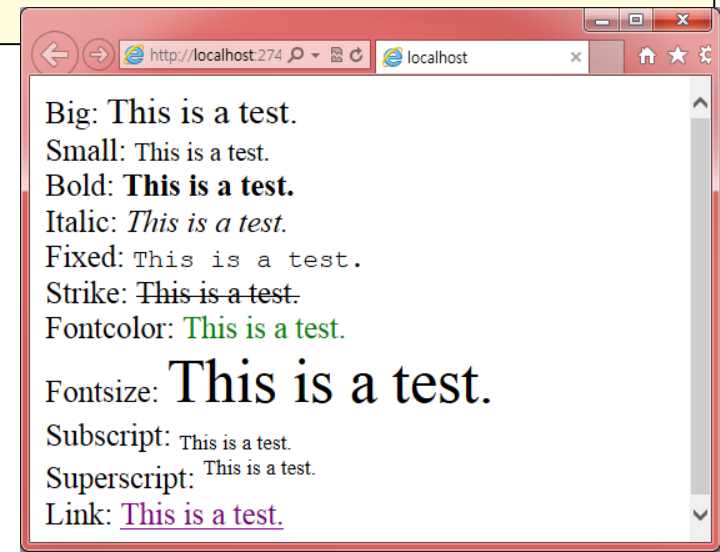 http://localhost:274
localhost
Big: This is a test.
Small: This is a test.
Bold: This is a test.
Italic: This is a test.
Fixed: This is a test.
Strike: This is a test.
Fontcolor: This is a test.
Fontsize: This is a test.
Subscript: This is a test.
Superscript: This is a test.
Link: This is a test.